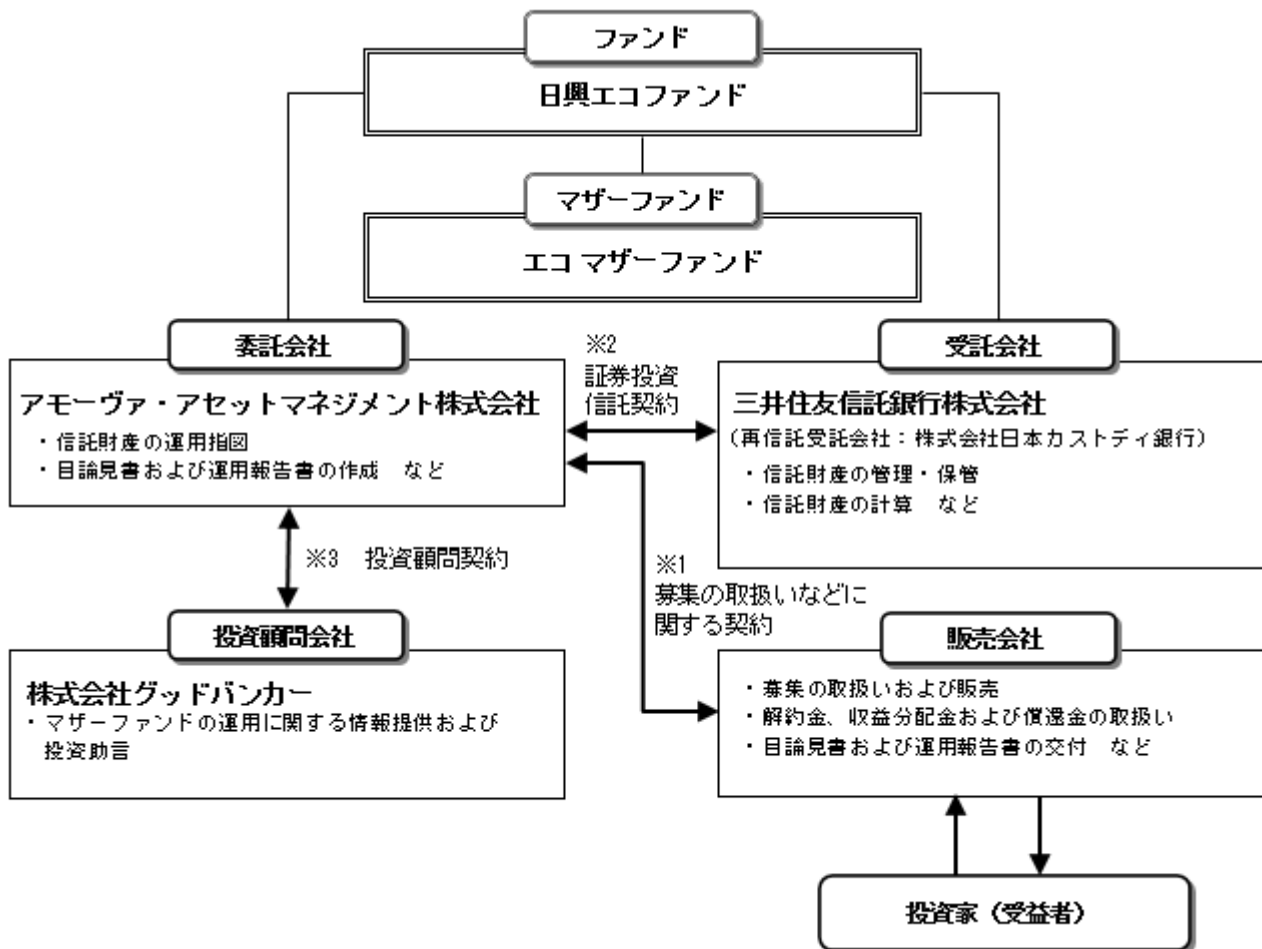 ファンド
日興エコファンド
マザーファンド
エコ マザーファンド
委託会社
アモーヴァ・アセットマネジメント株式会社
・信託財産の運用指図
・目論見書および運用報告書の作成　など
※2
証券投資
信託契約
受託会社
三井住友信託銀行株式会社
(再信託受託会社：株式会社日本カストディ銀行)
・信託財産の管理・保管
・信託財産の計算　など
※3　投資顧問契約
※1
募集の取扱いなどに
関する契約
投資顧問会社
株式会社グッドバンカー
・マザーファンドの運用に関する情報提供および
投資助言
販売会社
・募集の取扱いおよび販売
・解約金、収益分配金および償還金の取扱い
・目論見書および運用報告書の交付　など
投資家（受益者）